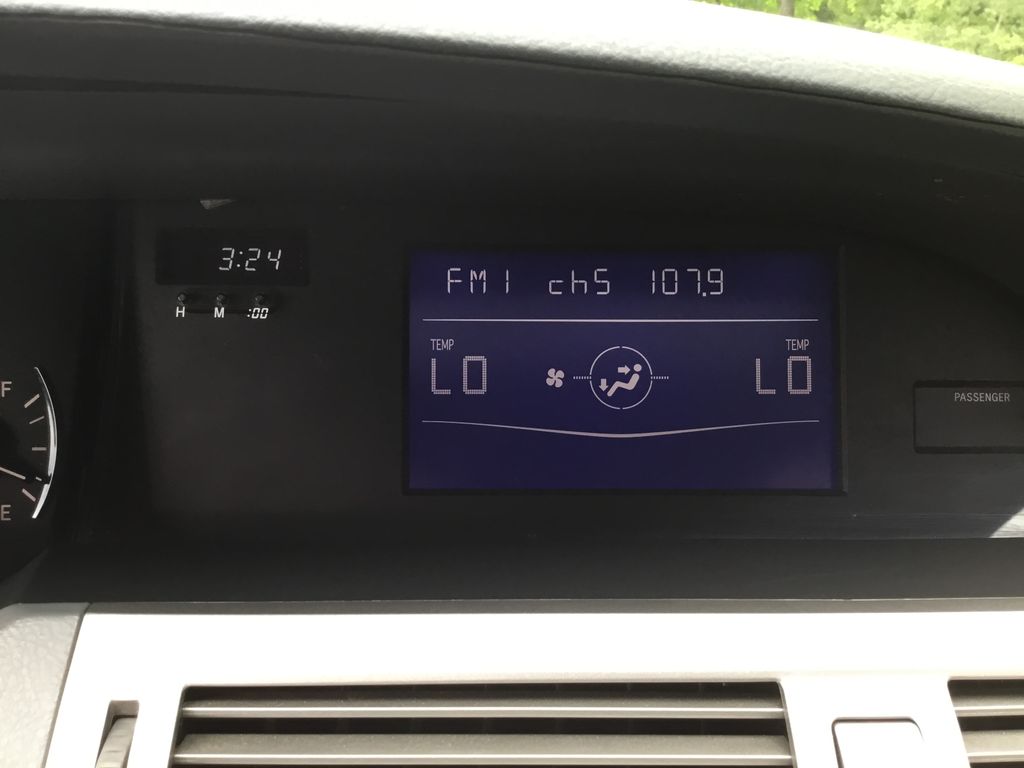 3:24
H M :00
FM1 ch5 107.9
TEMP TEMP
LO LO
F
E
PASSENGER